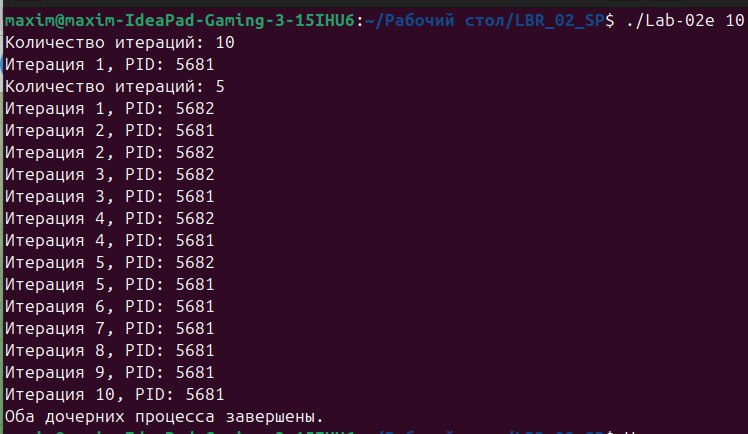 maxim@maxim-IdeaPad-Gaming-3-15IHU6:~/Рабочий стол/LBR_02_SP$ ./Lab-02e 10
Количество итераций: 10
Итерация 1, PID: 5681
Количество итераций: 5
Итерация 1, PID: 5682
Итерация 2, PID: 5681
Итерация 2, PID: 5682
Итерация 3, PID: 5682
Итерация 3, PID: 5681
Итерация 4, PID: 5682
Итерация 4, PID: 5681
Итерация 5, PID: 5682
Итерация 5, PID: 5681
Итерация 6, PID: 5681
Итерация 7, PID: 5681
Итерация 8, PID: 5681
Итерация 9, PID: 5681
Итерация 10, PID: 5681
Оба дочерних процесса завершены.